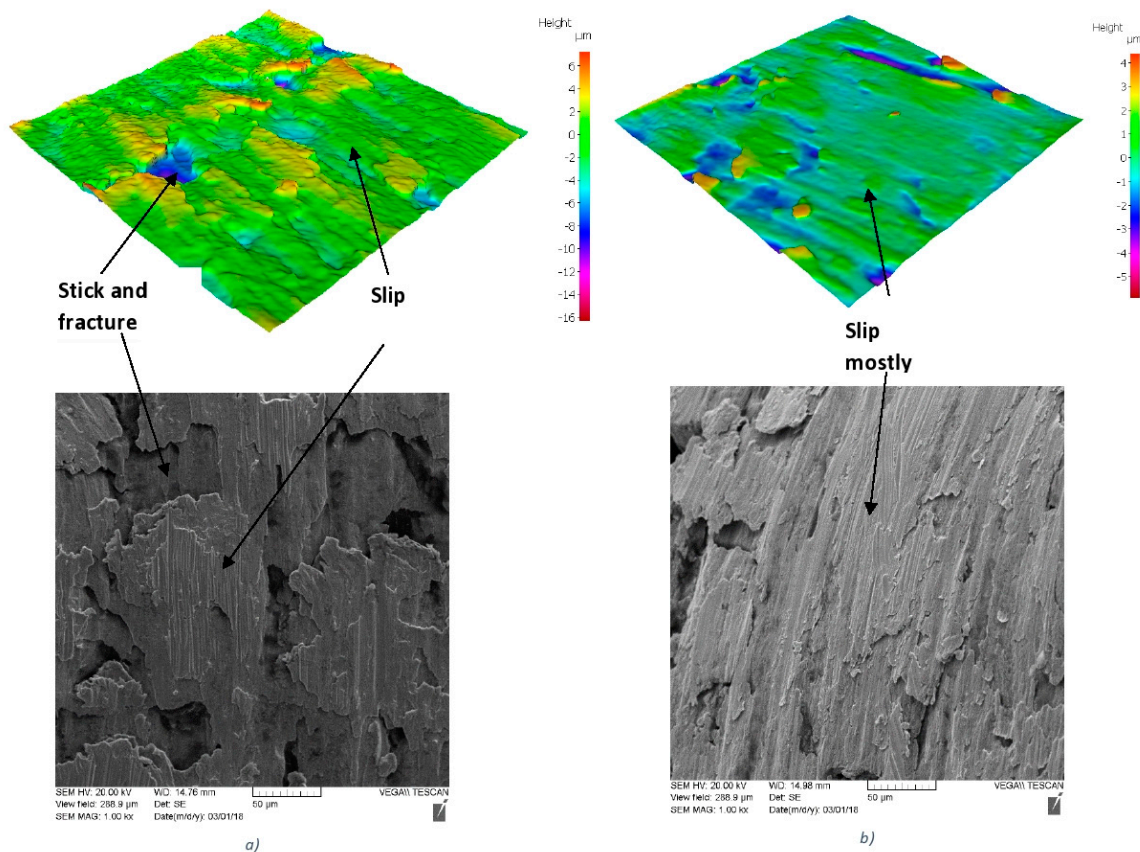 Height
µm
6
4
2
0
-2
-4
-6
-8
-10
-12
-14
-16
Height
µm
4
3
2
1
0
-1
-2
-3
-4
-5
Stick and
fracture
Slip
Slip
mostly
SEM HV: 20.00 kV WD: 14.76 mm VEGA\\ TESCAN
View field: 288.9 µm Det: SE 50 µm
SEM MAG: 1.00 kx Date(m/d/y): 03/01/18
SEM HV: 20.00 kV WD: 14.98 mm VEGA\\ TESCAN
View field: 288.9 µm Det: SE 50 µm
SEM MAG: 1.00 kx Date(m/d/y): 03/01/18
a)
b)